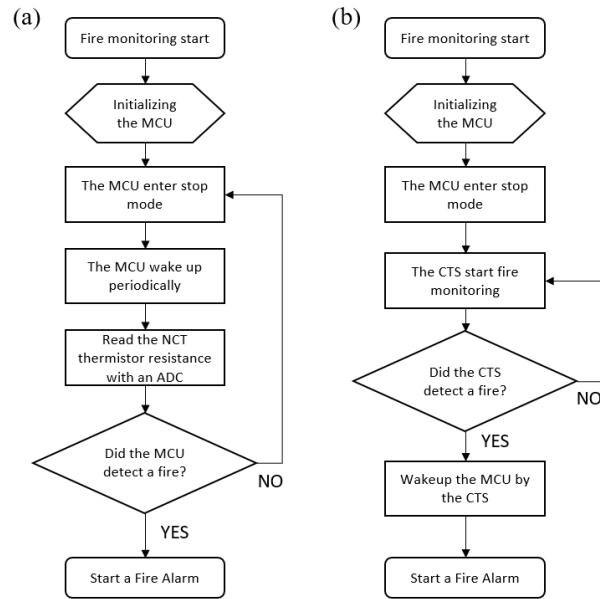 (a)
Fire monitoring start
Initializing
the MCU
The MCU enter stop
mode
The MCU wake up
periodically
Read the NCT
thermistor resistance
with an ADC
Did the MCU
detect a fire?
NO
YES
Start a Fire Alarm
(b)
Fire monitoring start
Initializing
the MCU
The MCU enter stop
mode
The CTS start fire
monitoring
Did the CTS
detect a fire?
NO
YES
Wakeup the MCU by
the CTS
Start a Fire Alarm